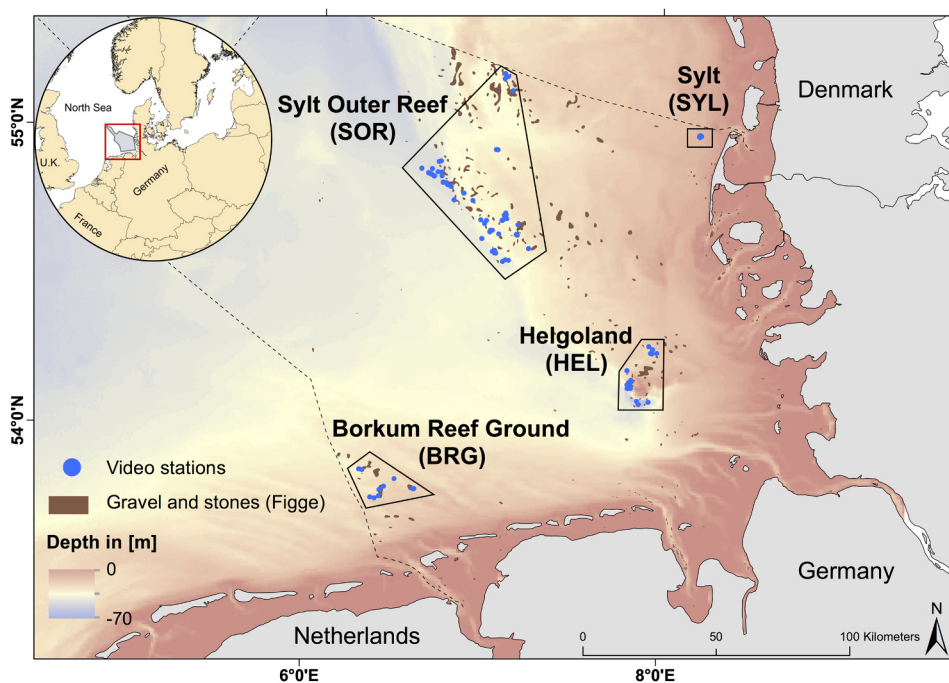 North Sea
U.K.
Germany
France
Sylt Outer Reef
(SOR)
Sylt
(SYL)
Denmark
55°0'N
Helgoland
(HEL)
54°0'N
Borkum Reef Ground
(BRG)
Video stations
Gravel and stones (Figge)
Depth in [m]
0
-70
Germany
Netherlands
N
0
50
100 Kilometers
6°0'E
8°0'E